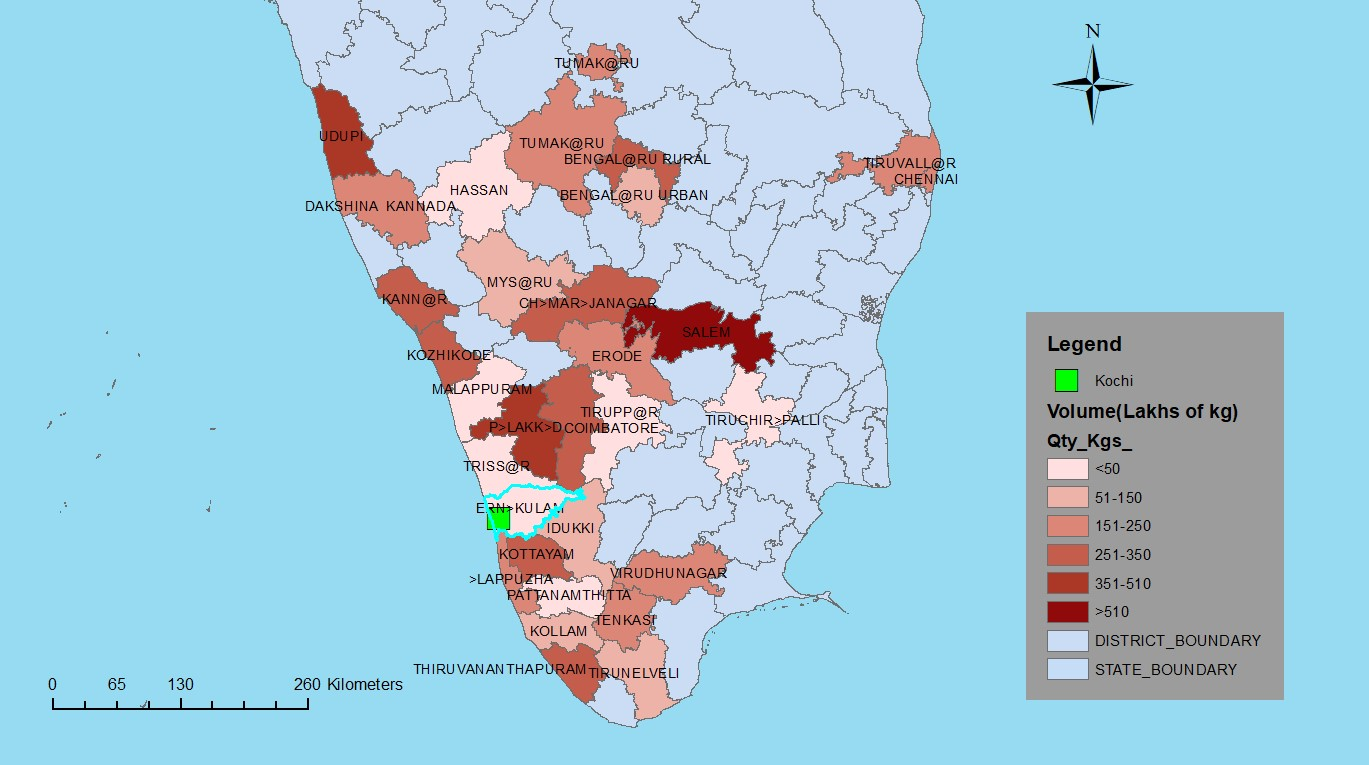 N
TUMAK@RU
UDUPI
TUMAK@RU
BENGAL@RU RURAL
TIRUVALL@R
CHENNAI
HASSAN
BENGAL@RU URBAN
DAKSHINA KANNADA
MYS@RU
KANN@R
CH>MAR>JANAGAR
SALEM
KOZHIKODE
ERODE
MALAPPURAM
TIRUPP@R
P>LAKK>D
COIMBATORE
TIRUCHIR>PALLI
TRISS@R
ERN>KULAM
IDUKKI
KOTTAYAM
>LAPPUZHA
VIRUDHUNAGAR
PATTANAMTHITTA
TENKASI
KOLLAM
THIRUVANANTHAPURAM
TIRUNELVELI
0 65 130 260 Kilometers
Legend
Kochi
Volume(Lakhs of kg)
Qty_Kgs_
<50
51-150
151-250
251-350
351-510
>510
DISTRICT_BOUNDARY
STATE_BOUNDARY